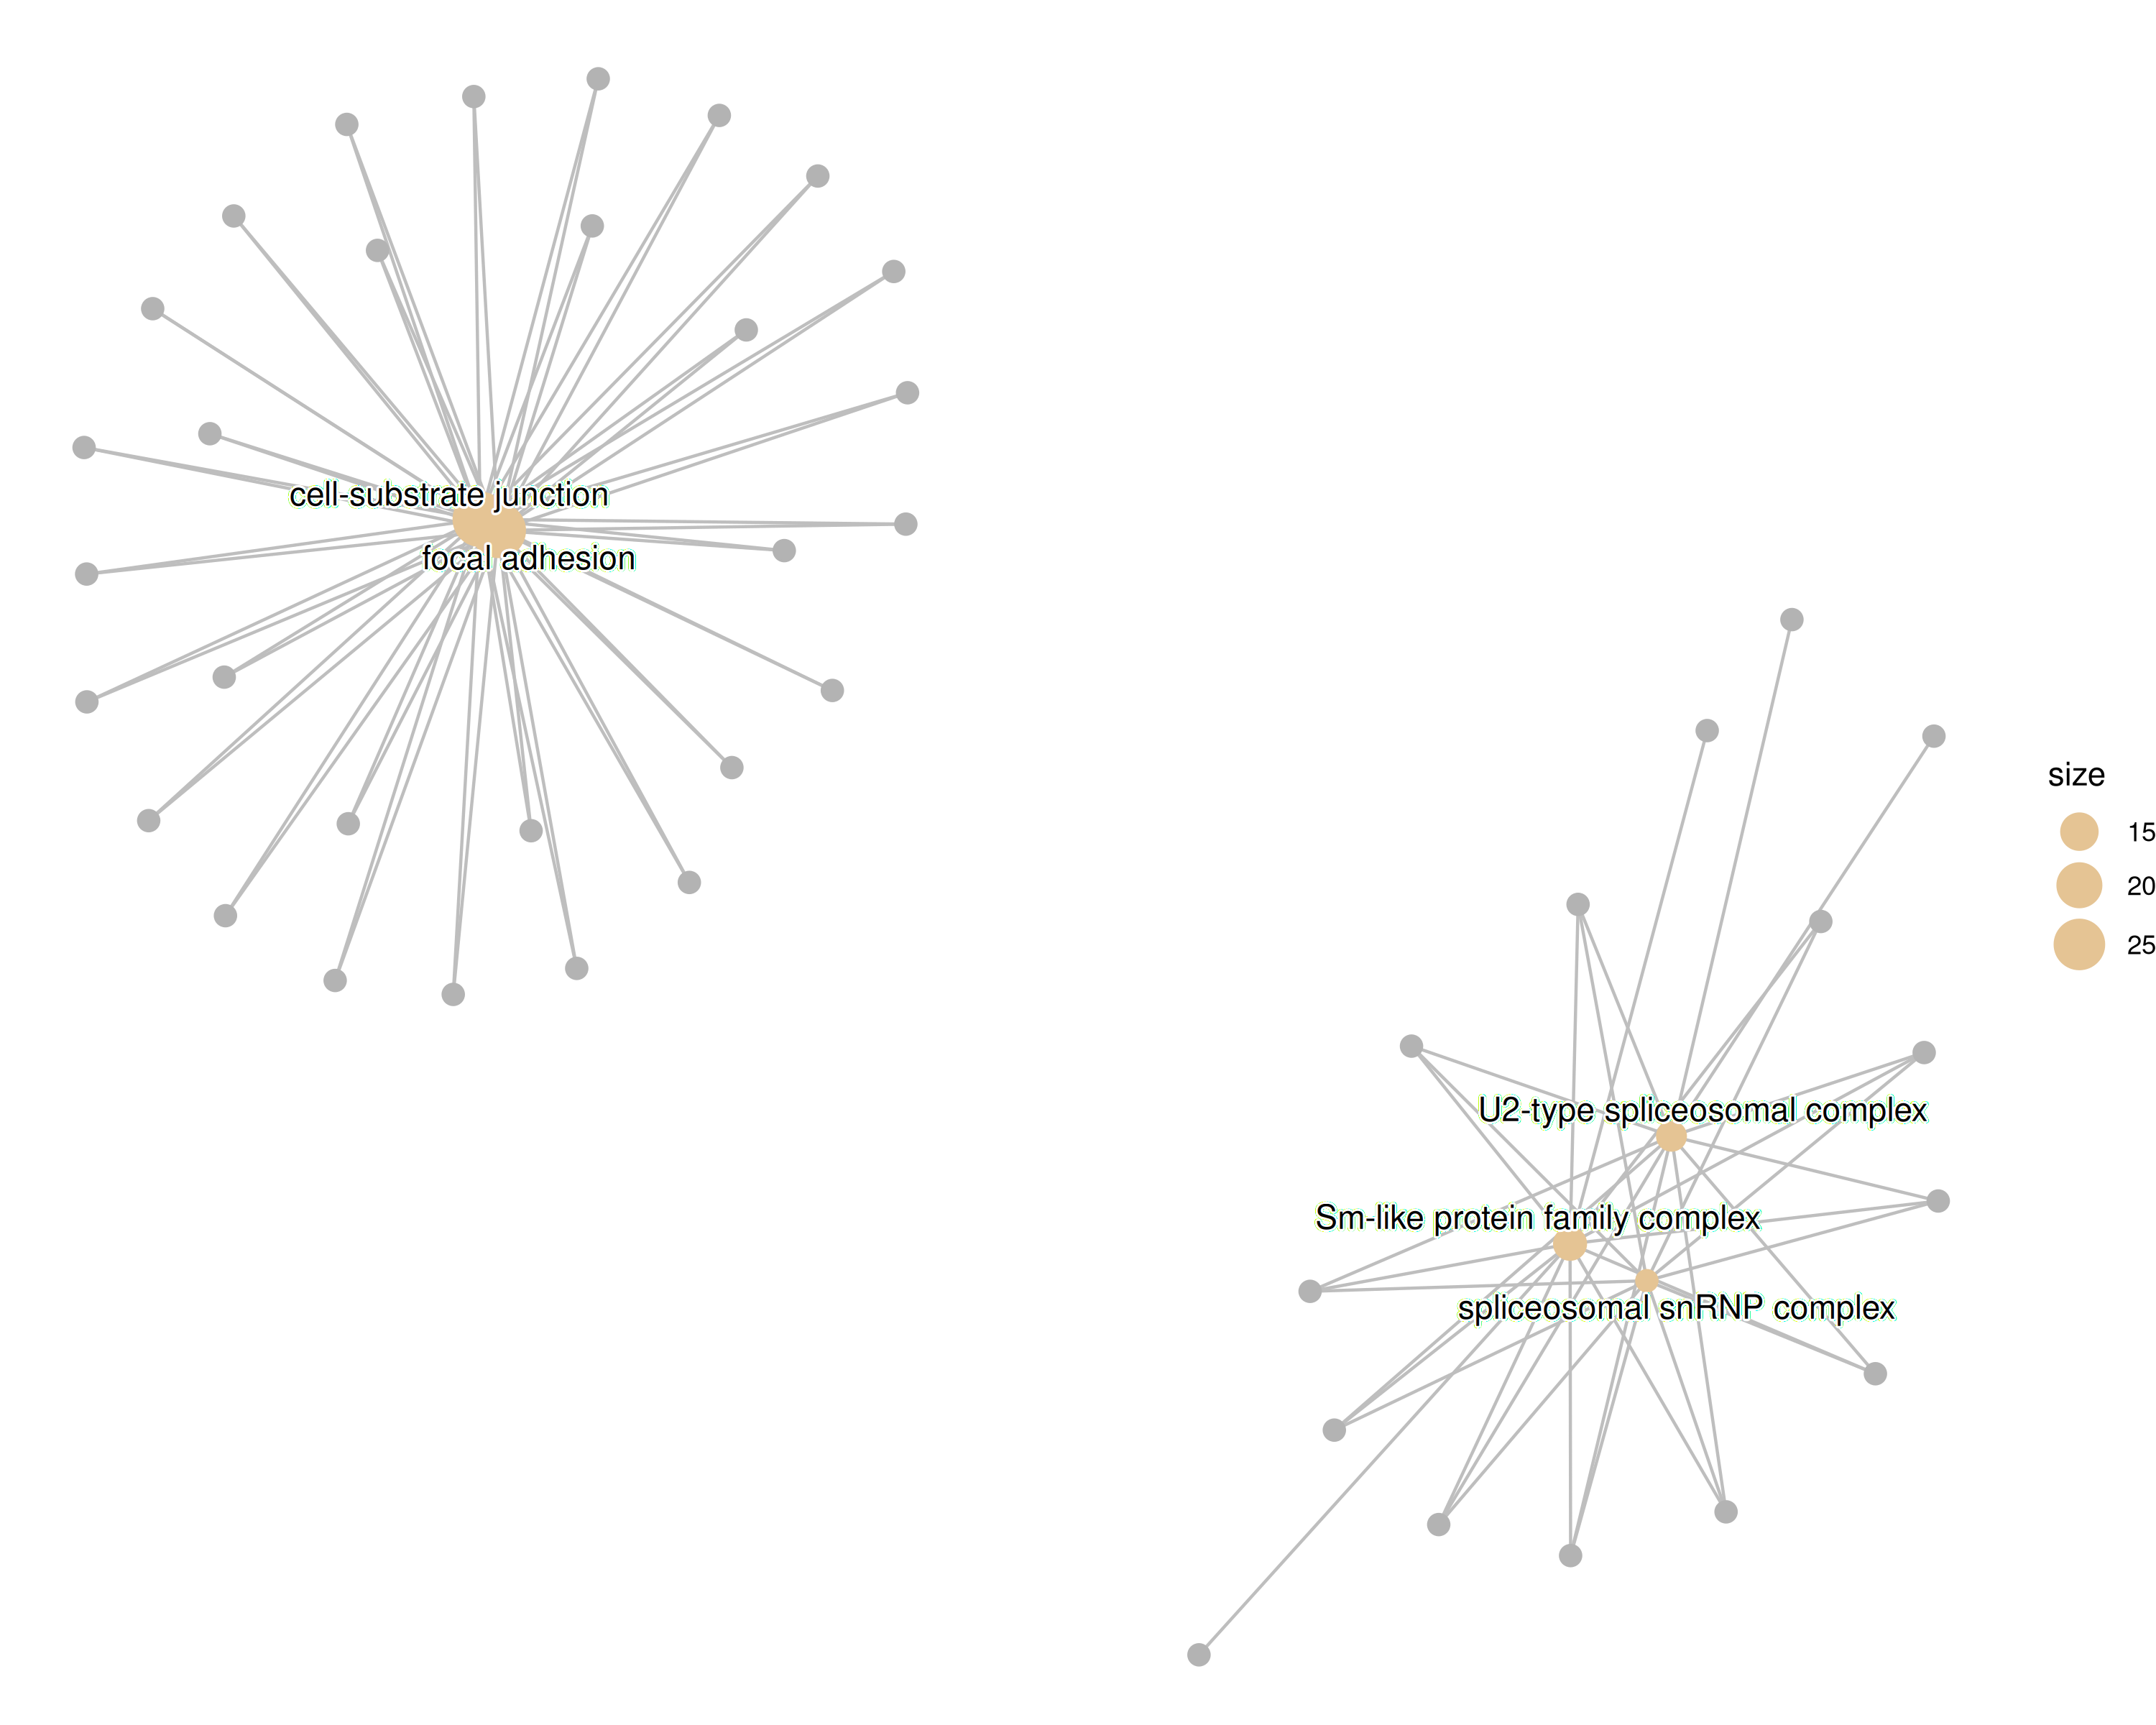 cell-substrate junction
focal adhesion
size
15
20
25
U2-type spliceosomal complex
Sm-like protein family complex
spliceosomal snRNP complex